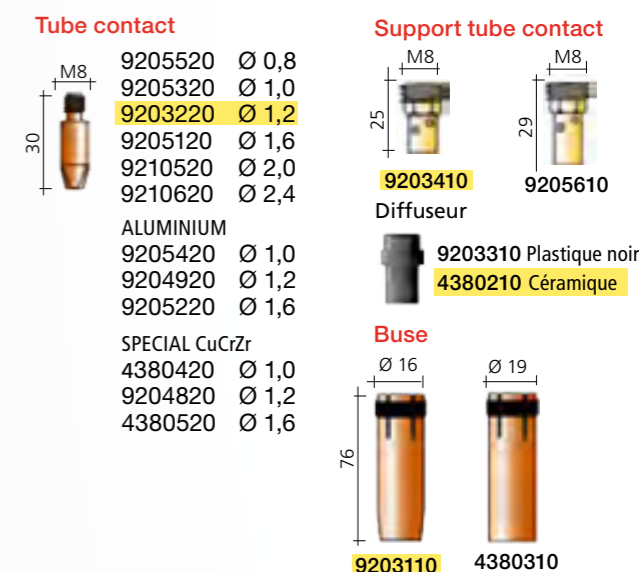 Tube contact
M8
30
9205520 Ø 0,8
9205320 Ø 1,0
9203220 Ø 1,2
9205120 Ø 1,6
9210520 Ø 2,0
9210620 Ø 2,4
ALUMINIUM
9205420 Ø 1,0
9204920 Ø 1,2
9205220 Ø 1,6
SPECIAL CuCrZr
4380420 Ø 1,0
9204820 Ø 1,2
4380520 Ø 1,6
Support tube contact
M8 M8
25 29
9203410 9205610
Diffuseur
9203310 Plastique noir
4380210 Céramique
Buse
Ø 16 Ø 19
76
9203110 4380310